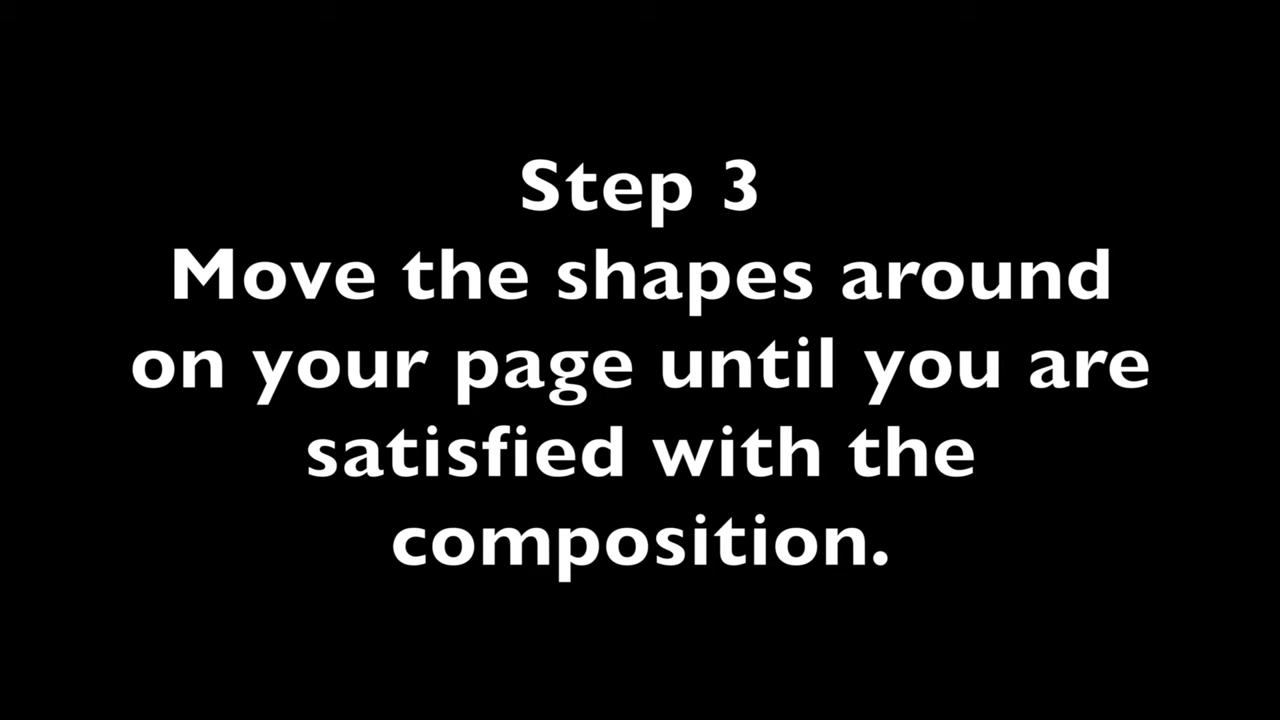 Step 3
Move the shapes around
on your page until you are
satisfied with the
composition.